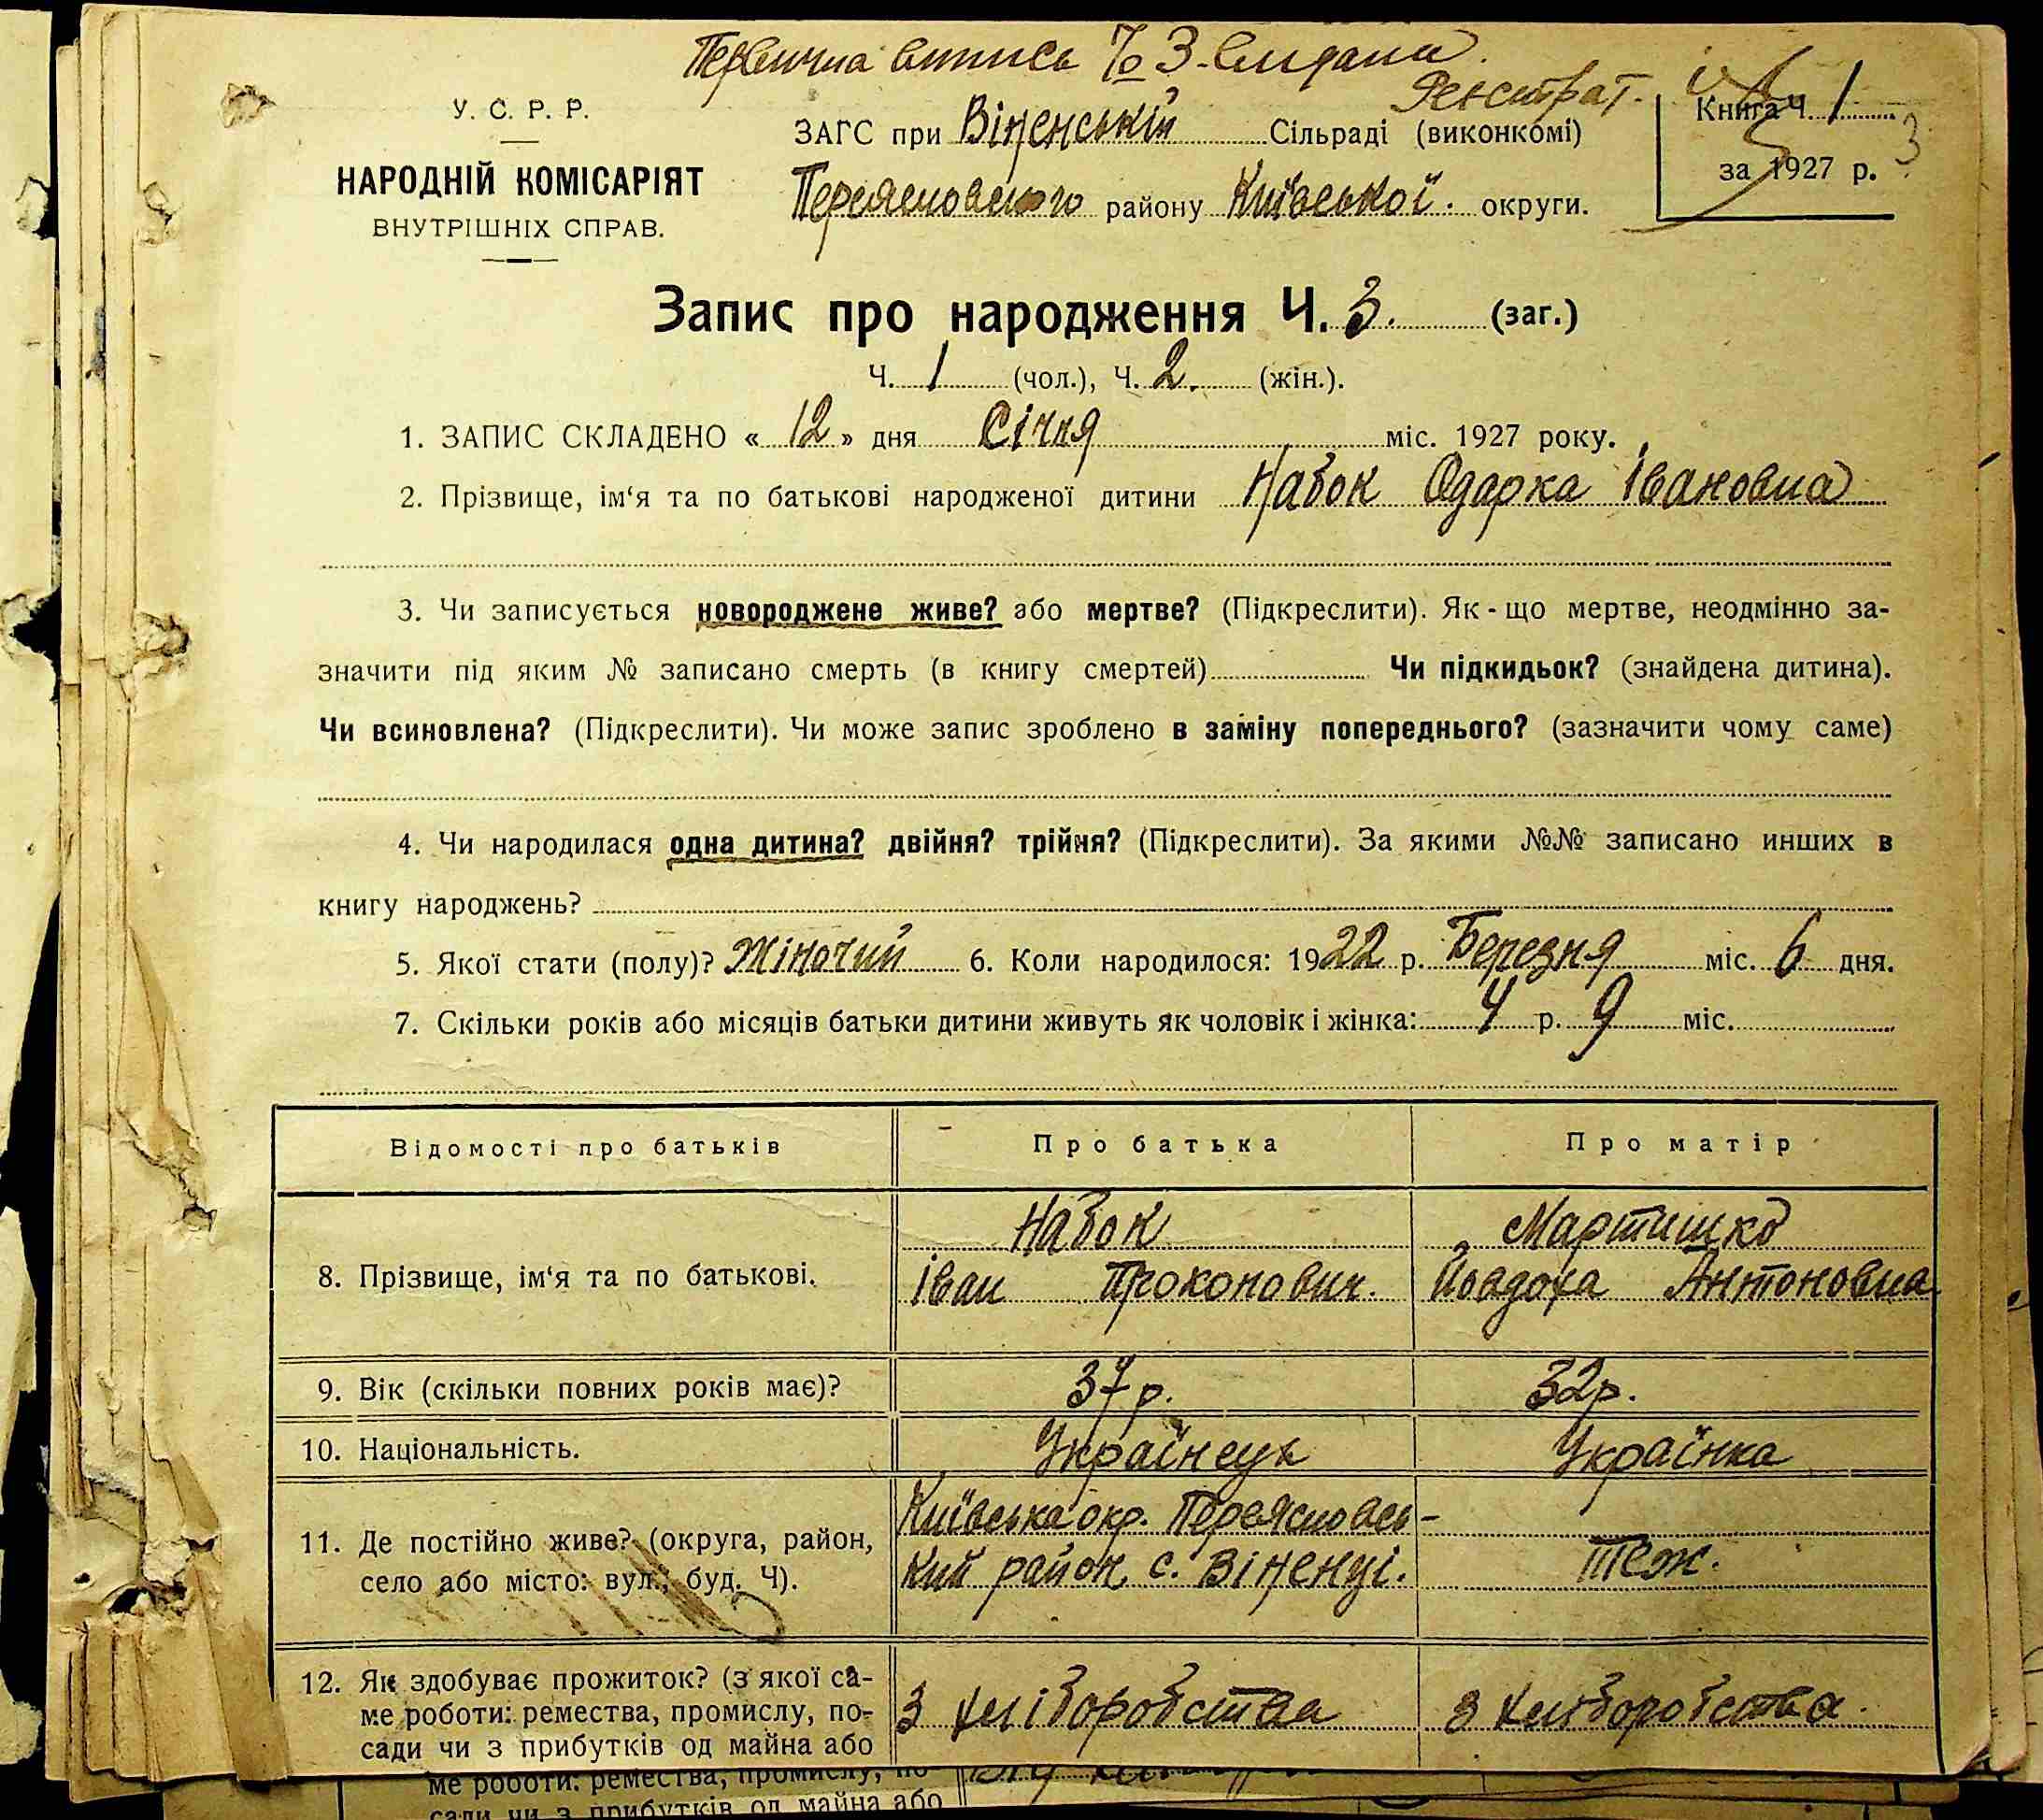 Первична випись № 3 видана.
Реєстрат.
У. С. Р. Р.
НАРОДНІЙ КОМІСАРІЯТ
ВНУТРІШНІХ СПРАВ.
ЗАГС при Віненській Сільраді (виконкомі)
Переяславського району Київської округи.
Книга Ч. 1
за 1927 р.
3
Запис про народження Ч. 3. (заг.)
Ч. 1 (чол.), Ч. 2. (жін.).
1. ЗАПИС СКЛАДЕНО « 12 » дня Січня міс. 1927 року.
2. Прізвище, ім‘я та по батькові народженої дитини Набок Одарка Івановна
3. Чи записується новороджене живе? або мертве? (Підкреслити). Як-що мертве, неодмінно за-
значити під яким № записано смерть (в книгу смертей) Чи підкидьок? (знайдена дитина).
Чи всиновлена? (Підкреслити). Чи може запис зроблено в заміну попереднього? (зазначити чому саме)
4. Чи народилася одна дитина? двійня? трійня? (Підкреслити). За якими №№ записано инших в
книгу народжень?
5. Якої стати (полу)? Жіночий 6. Коли народилося: 1922 р. Березня міс. 6 дня.
7. Скільки років або місяців батьки дитини живуть як чоловік і жінка: 4 р. 9 міс.
Відомості про батьків Про батька Про матір
Набок Мартишко
8. Прізвище, ім‘я та по батькові. Іван Прокопович. Йовдоха Антоновна
9. Вік (скільки повних років має)? 37 р. 32 р.
10. Національність. Українець Українка
Київська окр. Переяславсь-
11. Де постійно живе? (округа, район,
село або місто: вул., буд. Ч). кий район, с. Віненці. Теж.
12. Як здобуває прожиток? (з якої са-
ме роботи: ремества, промислу, по- З хліборобства З хліборобства.
сади чи з прибутків од майна або
ме роботи: ремества, промислу, по-
сади чи з прибутків од майна або